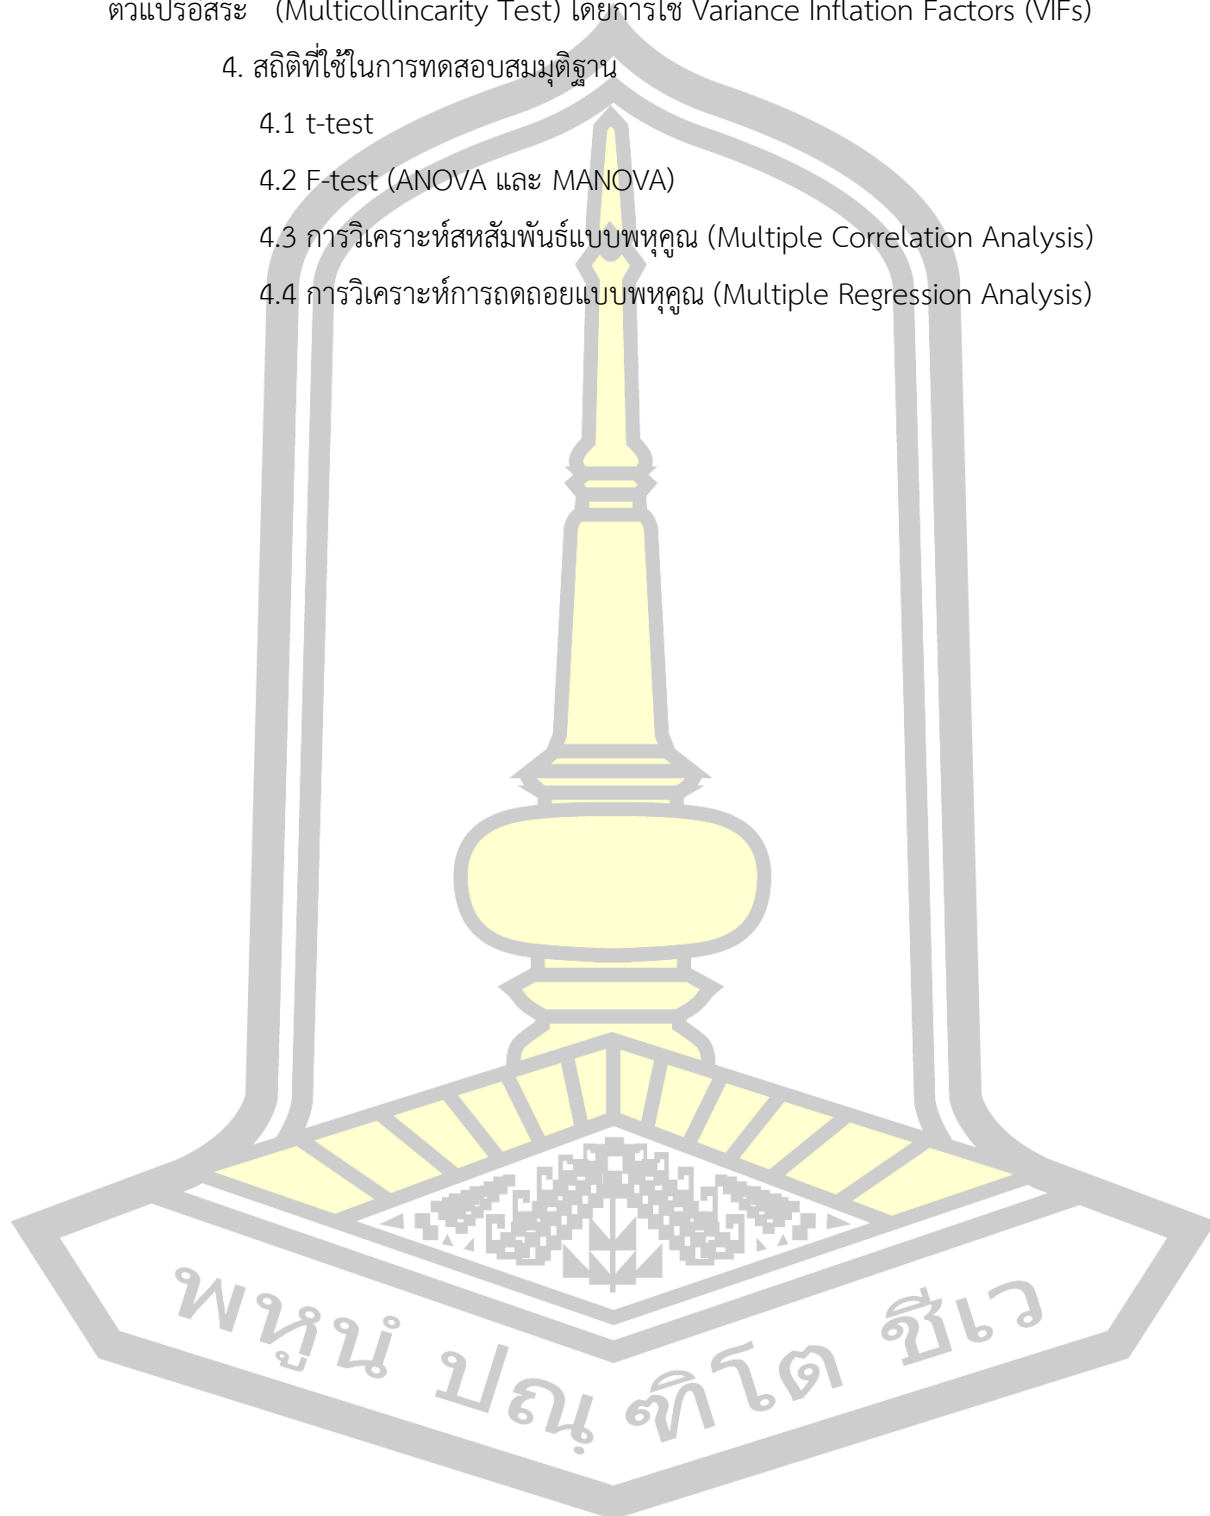 ตัวแปรอิสระ (Multicollincarity Test) โดยการใช้ Variance Inflation Factors (VIFs)
4. สถิติที่ใช้ในการทดสอบสมมุติฐาน
4.1 t-test
4.2 F-test (ANOVA และ MANOVA)
4.3 การวิเคราะห์สหสัมพันธ์แบบพหุคูณ (Multiple Correlation Analysis)
4.4 การวิเคราะห์การถดถอยแบบพหุคูณ (Multiple Regression Analysis)
พหูนํ ปณฺฑิโต ชีเว